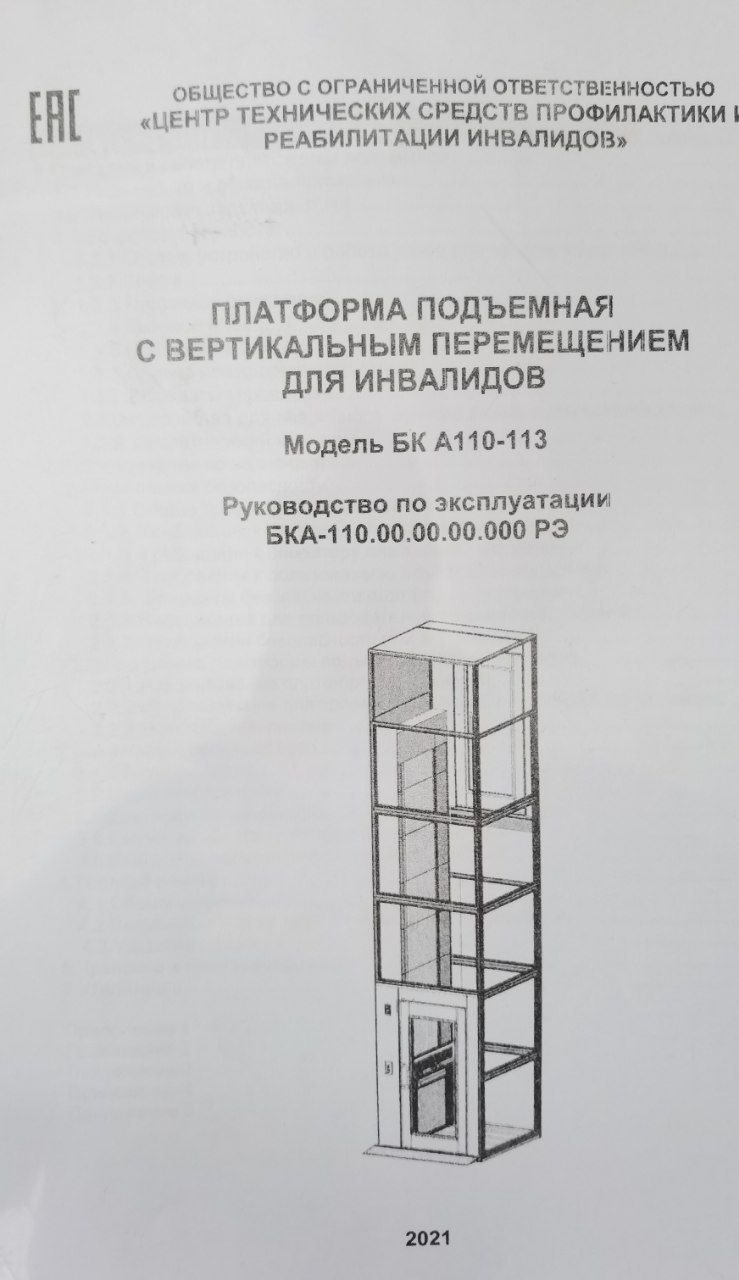 ЕАС
ОБЩЕСТВО С ОГРАНИЧЕННОЙ ОТВЕТСТВЕННОСТЬЮ
«ЦЕНТР ТЕХНИЧЕСКИХ СРЕДСТВ ПРОФИЛАКТИКИ И
РЕАБИЛИТАЦИИ ИНВАЛИДОВ»
ПЛАТФОРМА ПОДЪЕМНАЯ
С ВЕРТИКАЛЬНЫМ ПЕРЕМЕЩЕНИЕМ
ДЛЯ ИНВАЛИДОВ
Модель БК А110-113
Руководство по эксплуатации
БКА-110.00.00.00.000 РЭ
2021